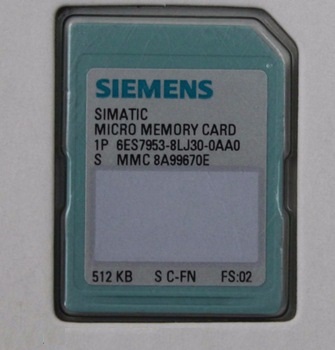 SIEMENS
SIMATIC
MICRO MEMORY CARD
1P 6ES7953-8LJ30-0AA0
S MMC 8A99670E
512 KB S C-FN FS:02